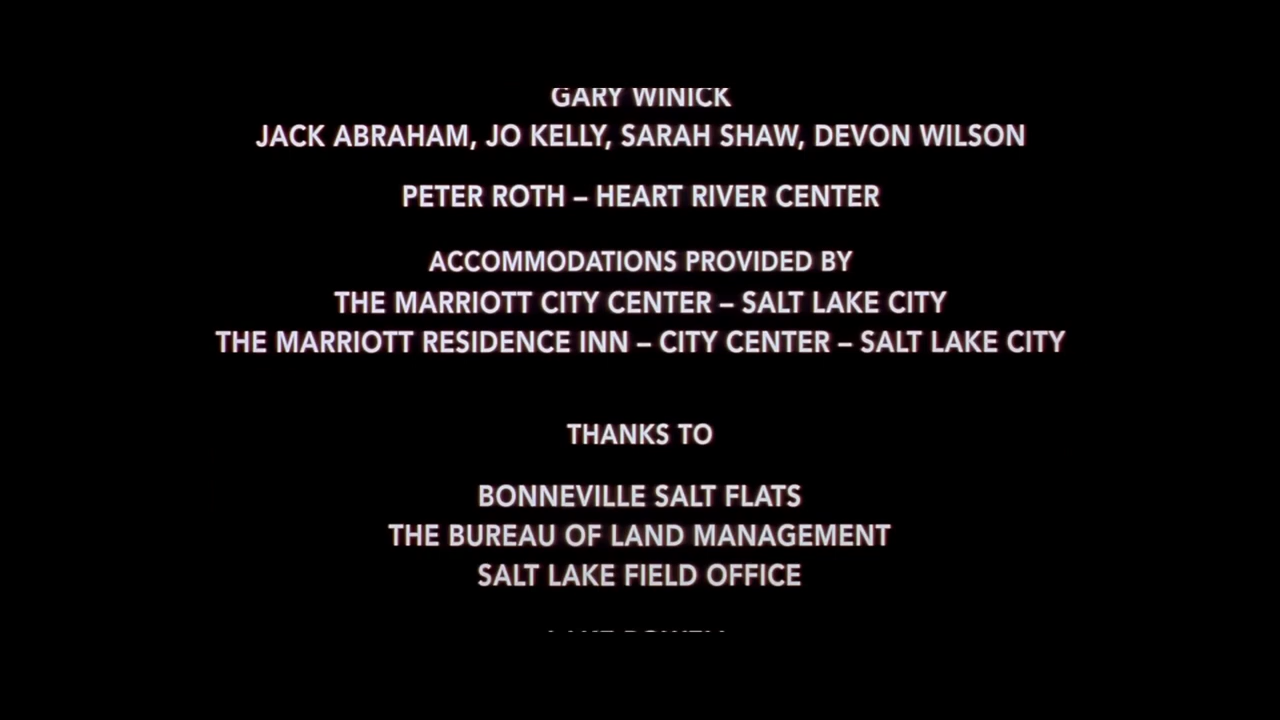 GARY WINICK
JACK ABRAHAM, JO KELLY, SARAH SHAW, DEVON WILSON
PETER ROTH – HEART RIVER CENTER
ACCOMMODATIONS PROVIDED BY
THE MARRIOTT CITY CENTER – SALT LAKE CITY
THE MARRIOTT RESIDENCE INN – CITY CENTER – SALT LAKE CITY
THANKS TO
BONNEVILLE SALT FLATS
THE BUREAU OF LAND MANAGEMENT
SALT LAKE FIELD OFFICE